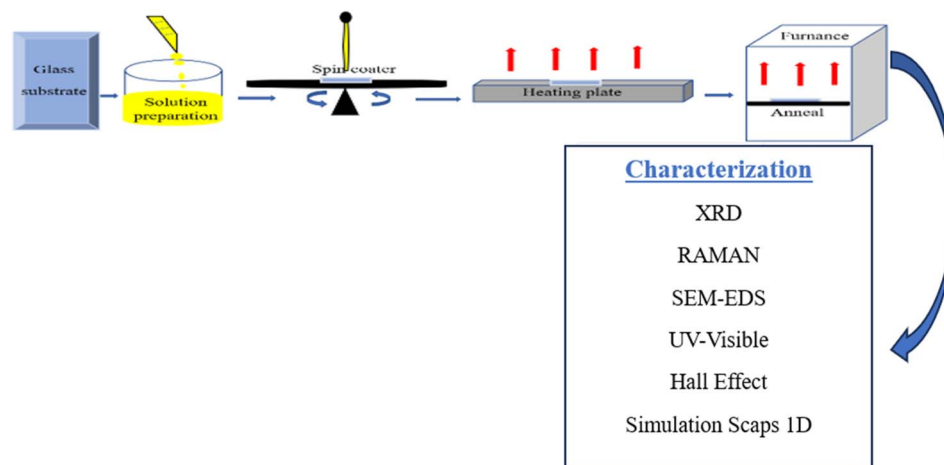 Glass
substrate
Solution
preparation
Spin coater
Heating plate
Furnance
Anneal
Characterization
XRD
RAMAN
SEM-EDS
UV-Visible
Hall Effect
Simulation Scaps 1D